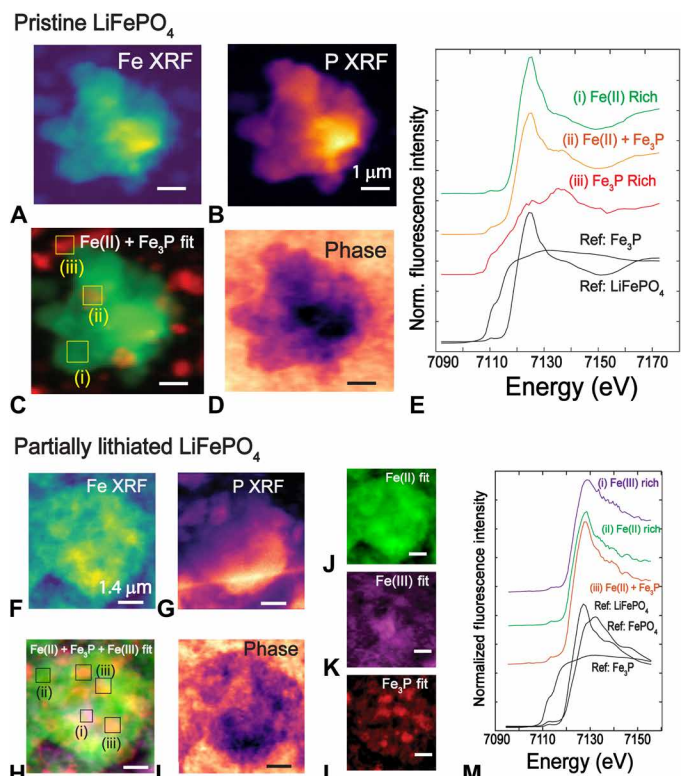 Pristine LiFePO4
Fe XRF
P XRF
1 μm
A
B
Fe(II) + Fe3P fit
(iii)
(ii)
(i)
Phase
C
D
(i) Fe(II) Rich
(ii) Fe(II) + Fe3P
(iii) Fe3P Rich
Ref: Fe3P
Ref: LiFePO4
Norm. fluorescence intensity
7090 7110 7130 7150 7170
E
Energy (eV)
Partially lithiated LiFePO4
Fe XRF
1.4 μm
P XRF
F
G
Fe(II) + Fe3P + Fe(III) fit
(iii)
(ii)
(i)
(iii)
Phase
H
Fe(II) fit
J
Fe(III) fit
K
Fe3P fit
(i) Fe(III) rich
(ii) Fe(II) rich
(iii) Fe(II) + Fe3P
Ref: LiFePO4
Ref: FePO4
Ref: Fe3P
Normalized fluorescence intensity
7090 7110 7130 7150
Energy (eV)
M